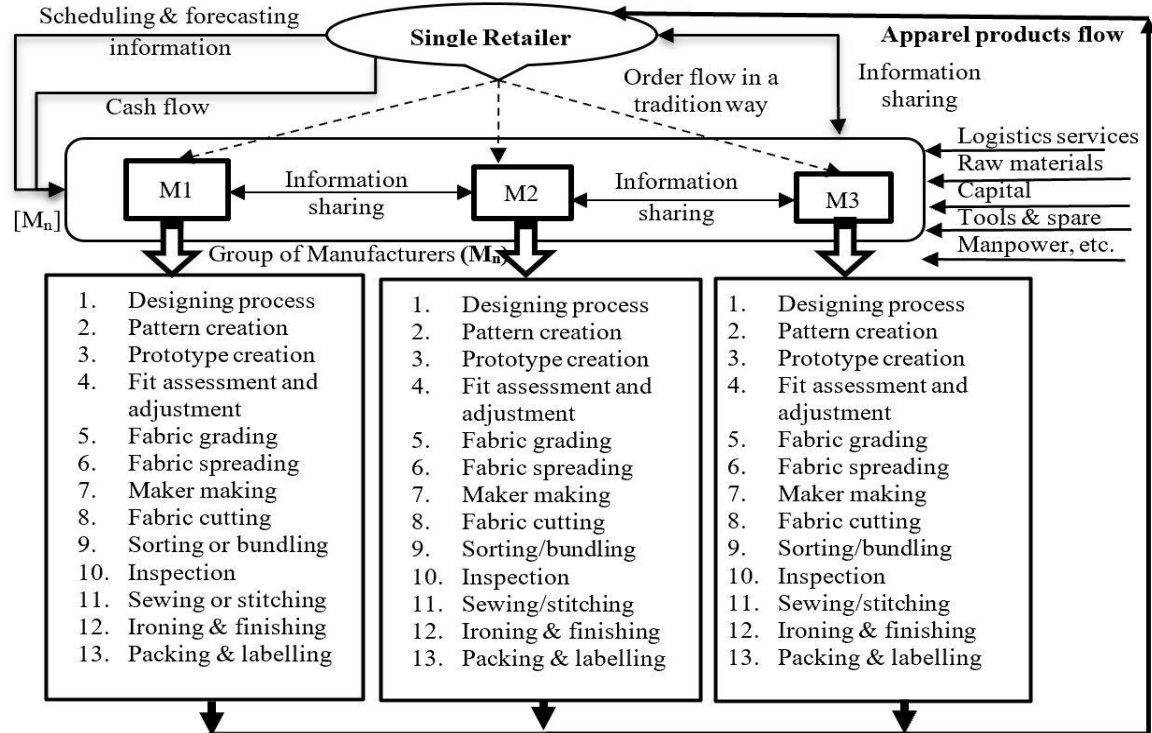 Scheduling & forecasting
information
Single Retailer
Apparel products flow
Cash flow
Order flow in a
tradition way
Information
sharing
Logistics services
Raw materials
Capital
Tools & spare
Manpower, etc.
M1
Information
sharing
M2
Information
sharing
M3
[Mn]
Group of Manufacturers (Mn)
1. Designing process
2. Pattern creation
3. Prototype creation
4. Fit assessment and
adjustment
5. Fabric grading
6. Fabric spreading
7. Maker making
8. Fabric cutting
9. Sorting or bundling
10. Inspection
11. Sewing or stitching
12. Ironing & finishing
13. Packing & labelling
1. Designing process
2. Pattern creation
3. Prototype creation
4. Fit assessment and
adjustment
5. Fabric grading
6. Fabric spreading
7. Maker making
8. Fabric cutting
9. Sorting/bundling
10. Inspection
11. Sewing/stitching
12. Ironing & finishing
13. Packing & labelling
1. Designing process
2. Pattern creation
3. Prototype creation
4. Fit assessment and
adjustment
5. Fabric grading
6. Fabric spreading
7. Maker making
8. Fabric cutting
9. Sorting/bundling
10. Inspection
11. Sewing/stitching
12. Ironing & finishing
13. Packing & labelling